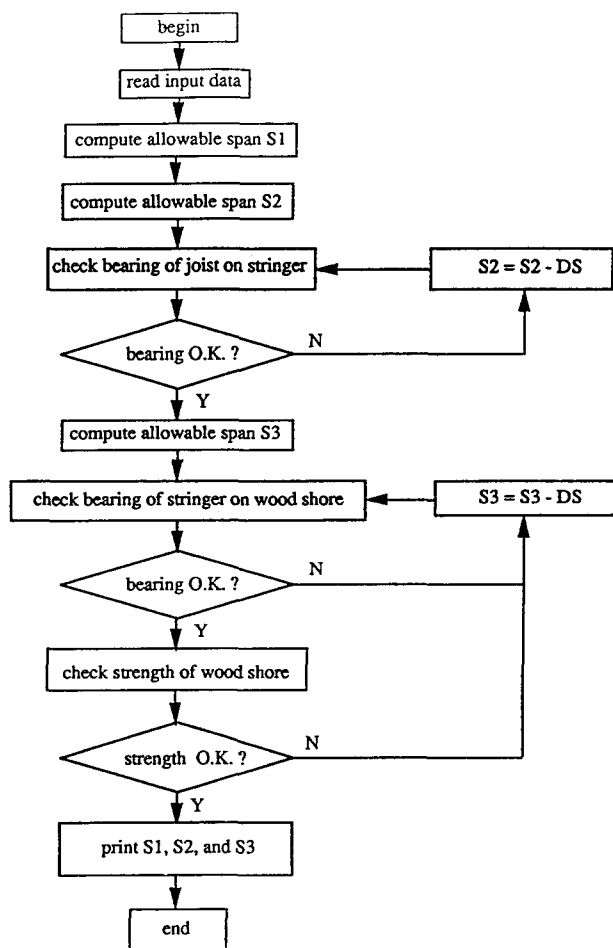 begin
read input data
compute allowable span S1
compute allowable span S2
check bearing of joist on stringer
S2 = S2 - DS
bearing O.K. ?
N
Y
compute allowable span S3
check bearing of stringer on wood shore
S3 = S3 - DS
bearing O.K. ?
N
Y
check strength of wood shore
strength O.K. ?
N
Y
print S1, S2, and S3
end